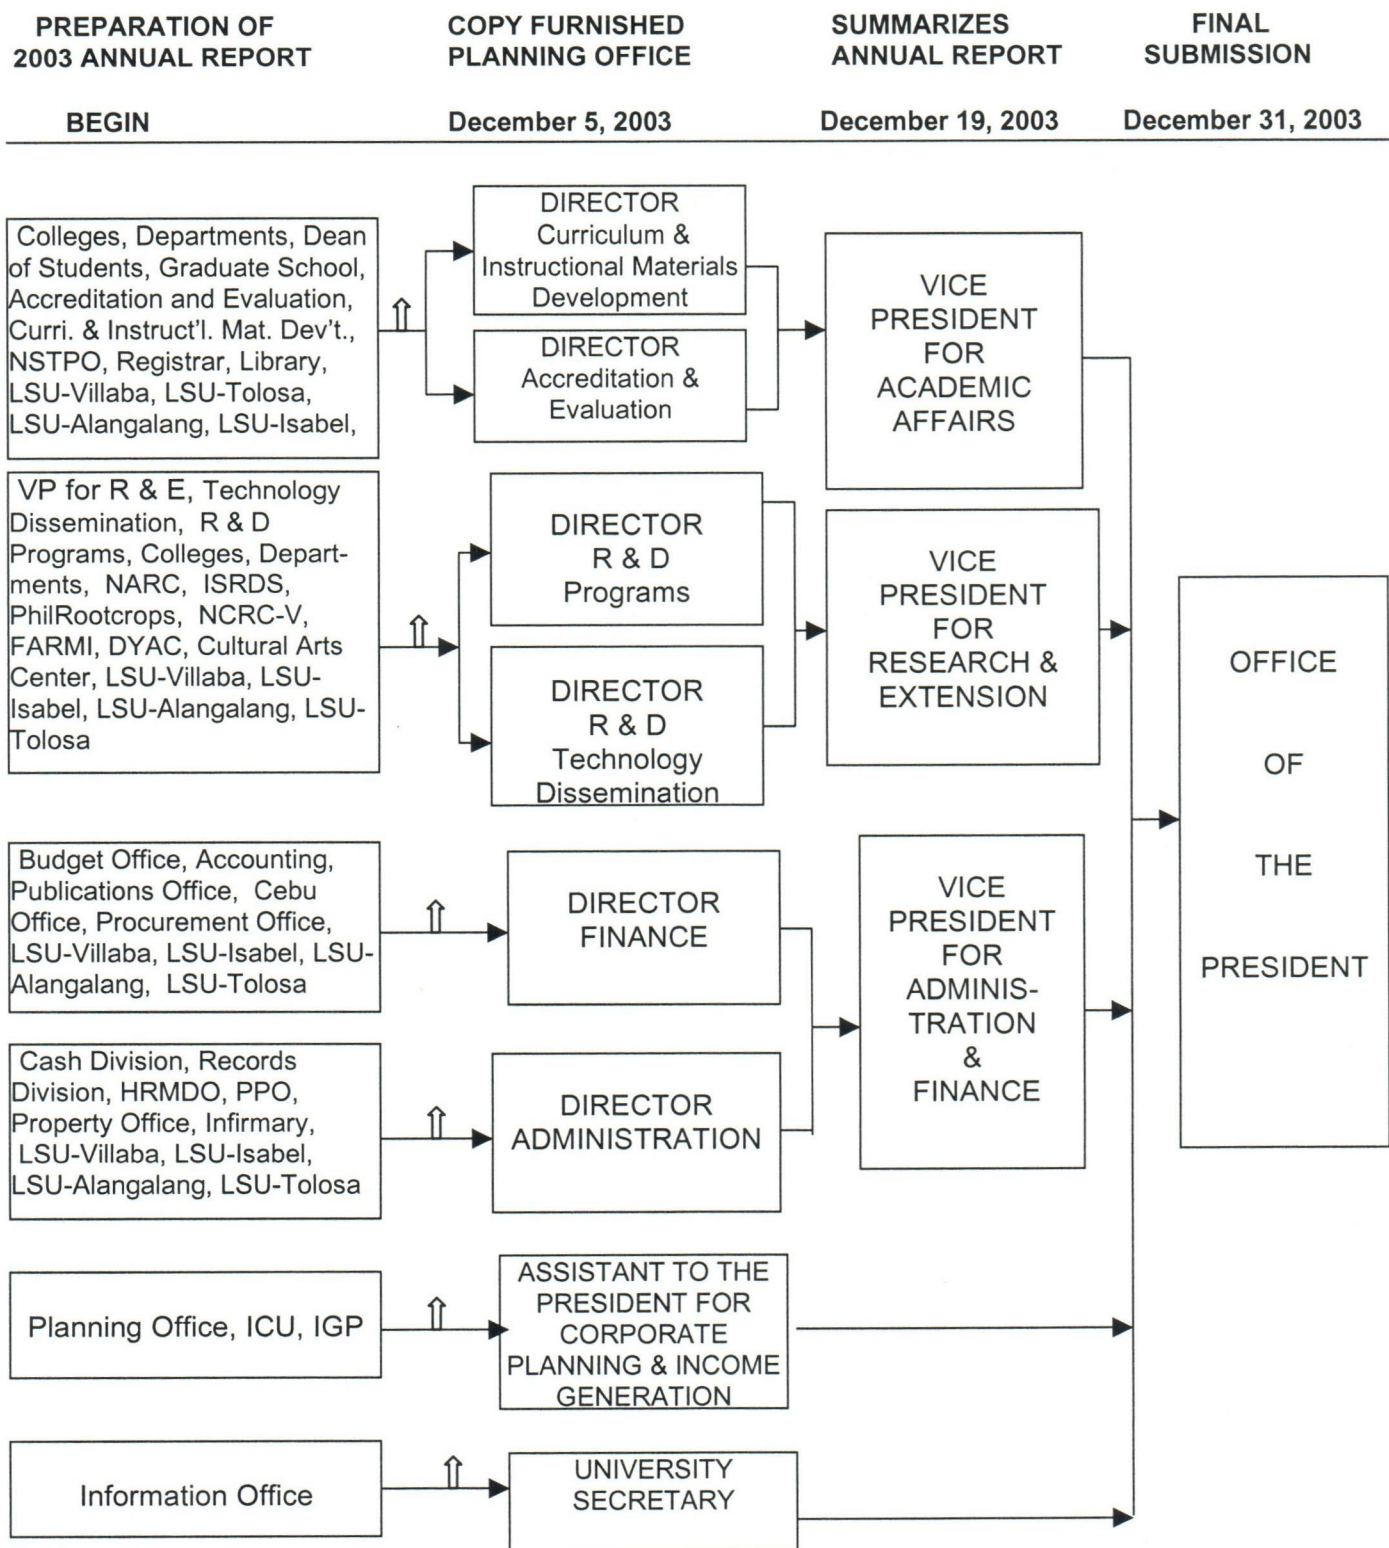 PREPARATION OF
2003 ANNUAL REPORT
COPY FURNISHED
PLANNING OFFICE
SUMMARIZES
ANNUAL REPORT
FINAL
SUBMISSION
BEGIN
December 5, 2003
December 19, 2003
December 31, 2003
Colleges, Departments, Dean
of Students, Graduate School,
Accreditation and Evaluation,
Curri. & Instruct'l. Mat. Dev't.,
NSTPO, Registrar, Library,
LSU-Villaba, LSU-Tolosa,
LSU-Alangalang, LSU-Isabel,
DIRECTOR
Curriculum &
Instructional Materials
Development
DIRECTOR
Accreditation &
Evaluation
VICE
PRESIDENT
FOR
ACADEMIC
AFFAIRS
VP for R & E, Technology
Dissemination, R & D
Programs, Colleges, Depart-
ments, NARC, ISRDS,
PhilRootcrops, NCRC-V,
FARMI, DYAC, Cultural Arts
Center, LSU-Villaba, LSU-
Isabel, LSU-Alangalang, LSU-
Tolosa
DIRECTOR
R & D
Programs
DIRECTOR
R & D
Technology
Dissemination
VICE
PRESIDENT
FOR
RESEARCH &
EXTENSION
Budget Office, Accounting,
Publications Office, Cebu
Office, Procurement Office,
LSU-Villaba, LSU-Isabel, LSU-
Alangalang, LSU-Tolosa
DIRECTOR
FINANCE
Cash Division, Records
Division, HRMDO, PPO,
Property Office, Infirmary,
LSU-Villaba, LSU-Isabel,
LSU-Alangalang, LSU-Tolosa
DIRECTOR
ADMINISTRATION
VICE
PRESIDENT
FOR
ADMINIS-
TRATION
&
FINANCE
Planning Office, ICU, IGP
ASSISTANT TO THE
PRESIDENT FOR
CORPORATE
PLANNING & INCOME
GENERATION
Information Office
UNIVERSITY
SECRETARY
OFFICE
OF
THE
PRESIDENT